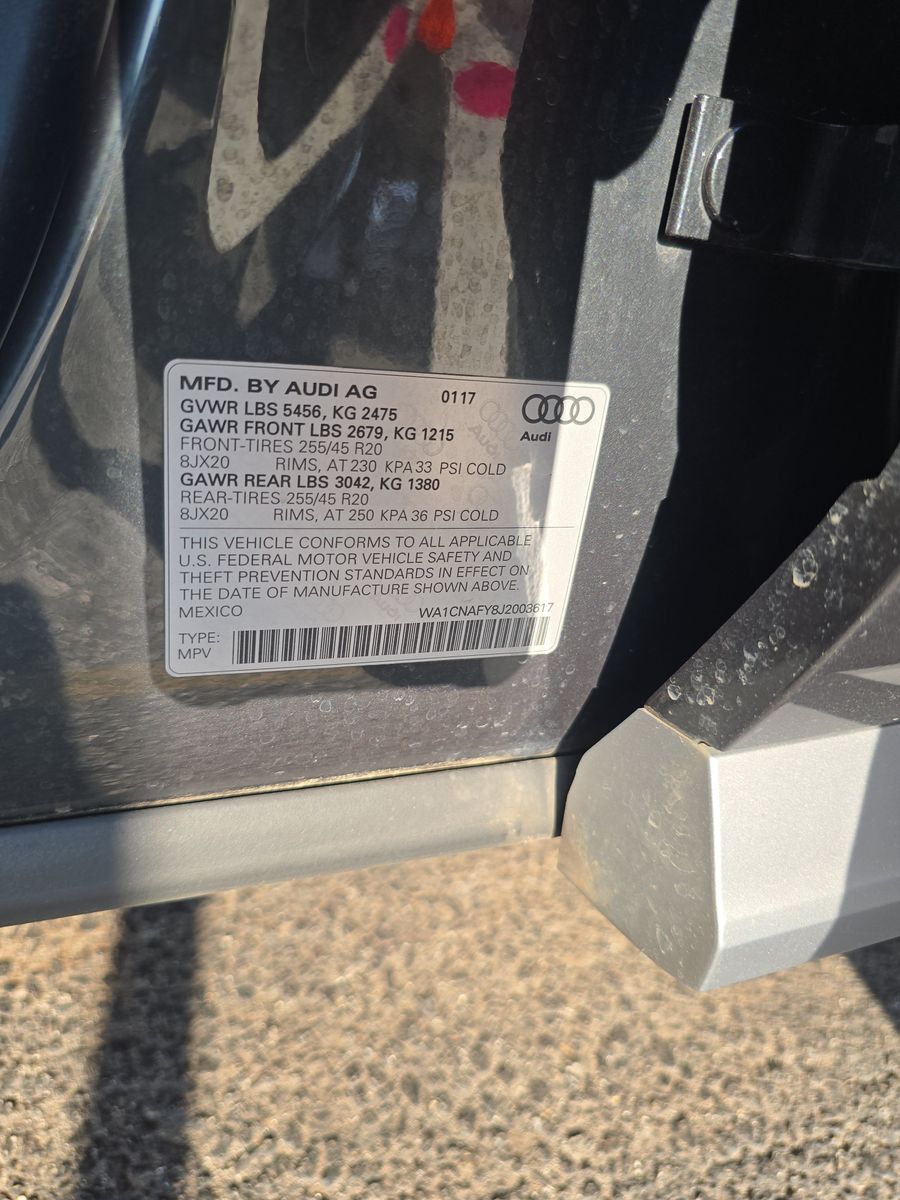 MFD. BY AUDI AG 0117
GVWR LBS 5456, KG 2475
GAWR FRONT LBS 2679, KG 1215
Audi
FRONT-TIRES 255/45 R20
8JX20 RIMS, AT 230 KPA 33 PSI COLD
GAWR REAR LBS 3042, KG 1380
REAR-TIRES 255/45 R20
8JX20 RIMS, AT 250 KPA 36 PSI COLD
THIS VEHICLE CONFORMS TO ALL APPLICABLE
U.S. FEDERAL MOTOR VEHICLE SAFETY AND
THEFT PREVENTION STANDARDS IN EFFECT ON
THE DATE OF MANUFACTURE SHOWN ABOVE.
MEXICO WA1CNAFY8J2003617
TYPE:
MPV